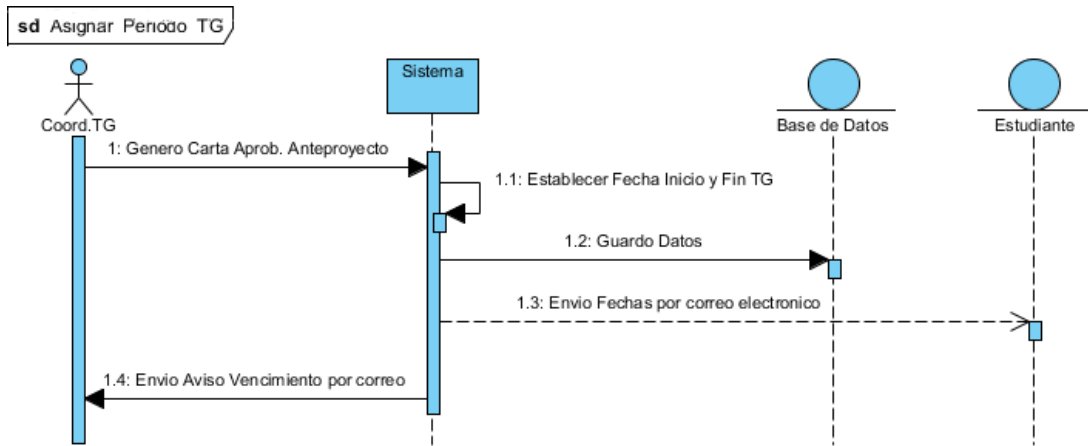 sd Asignar Periodo TG
Sistema
Coord.TG
Base de Datos
Estudiante
1: Genero Carta Aprob. Anteproyecto
1.1: Establecer Fecha Inicio y Fin TG
1.2: Guardo Datos
1.3: Envio Fechas por correo electronico
1.4: Envio Aviso Vencimiento por correo